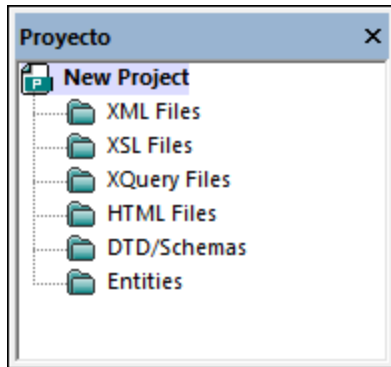 Proyecto
New Project
XML Files
XSL Files
XQuery Files
HTML Files
DTD/Schemas
Entities